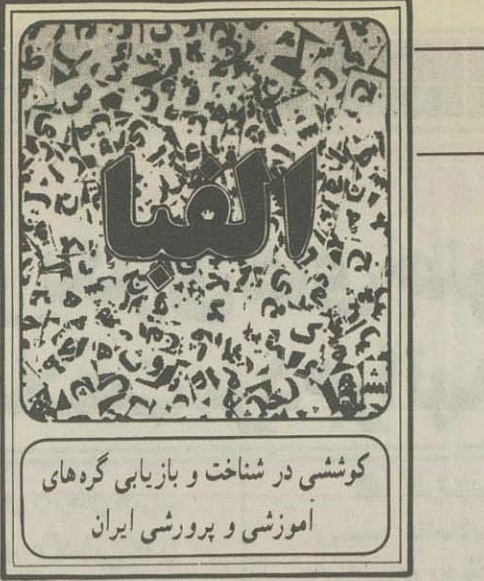 الفبا
کوششی در شناخت و بازیابی گره‌های
آموزشی و پرورشی ایران